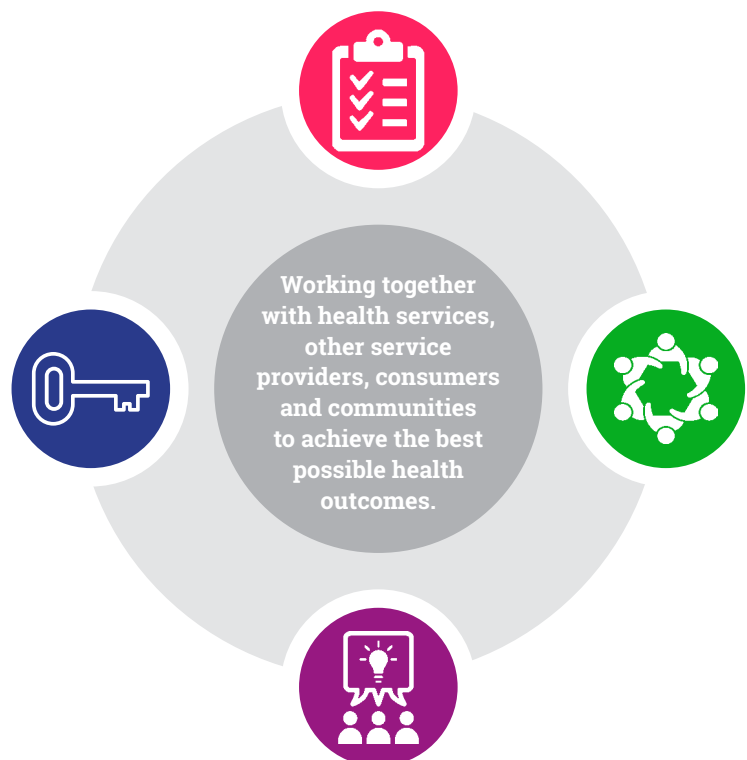 Working together
with health services,
other service
providers, consumers
and communities
to achieve the best
possible health
outcomes.